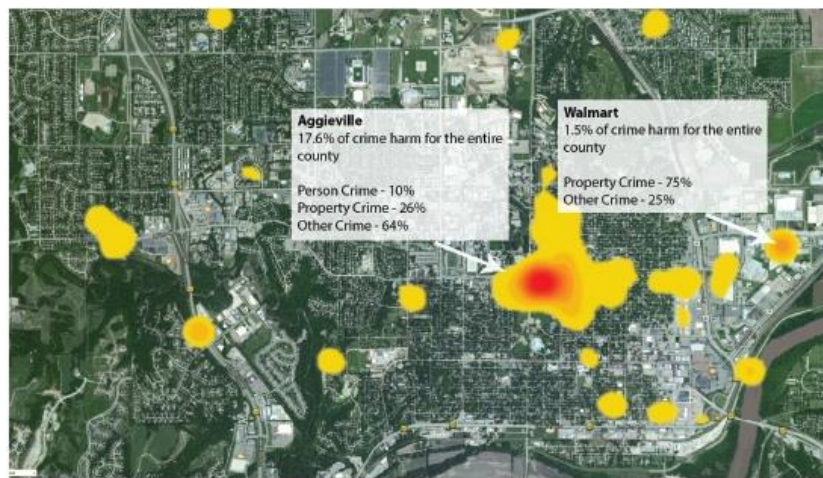 Aggieville
17.6% of crime harm for the entire
county
Person Crime - 10%
Property Crime - 26%
Other Crime - 64%
Walmart
1.5% of crime harm for the entire
county
Property Crime - 75%
Other Crime - 25%